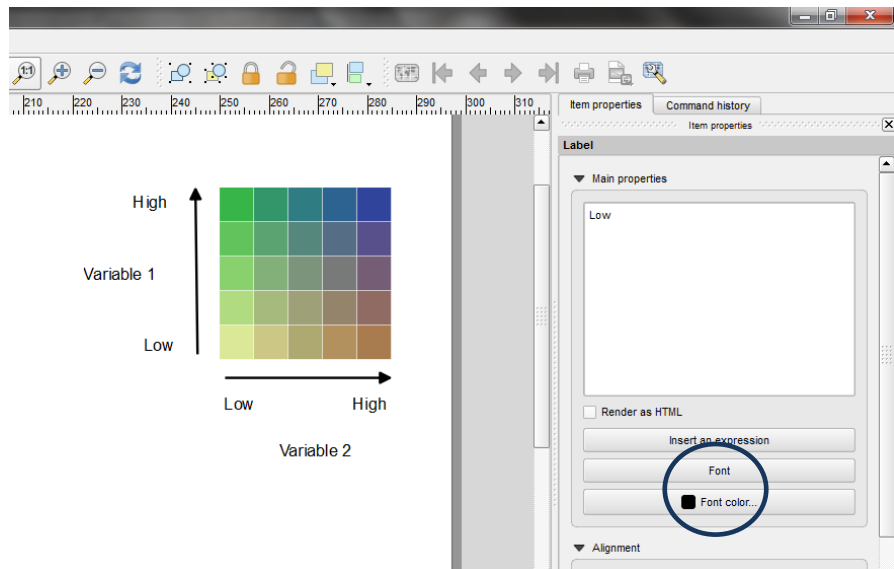 1:1
210 220 230 240 250 260 270 280 290 300 310
Item properties Command history
Item properties
Label
Main properties
Low
High
Variable 1
Low
Low High
Variable 2
Render as HTML
Insert an expression
Font
Font color...
Alignment